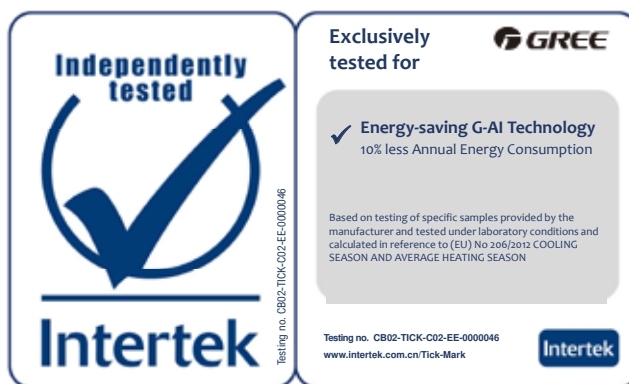 Independently
tested
Intertek
Testing no. CB02-TICK-C02-EE-0000046
Exclusively
tested for
GREE
Energy-saving G-AI Technology
10% less Annual Energy Consumption
Based on testing of specific samples provided by the
manufacturer and tested under laboratory conditions and
calculated in reference to (EU) No 206/2012 COOLING
SEASON AND AVERAGE HEATING SEASON
Testing no. CB02-TICK-C02-EE-0000046
www.intertek.com.cn/Tick-Mark
Intertek